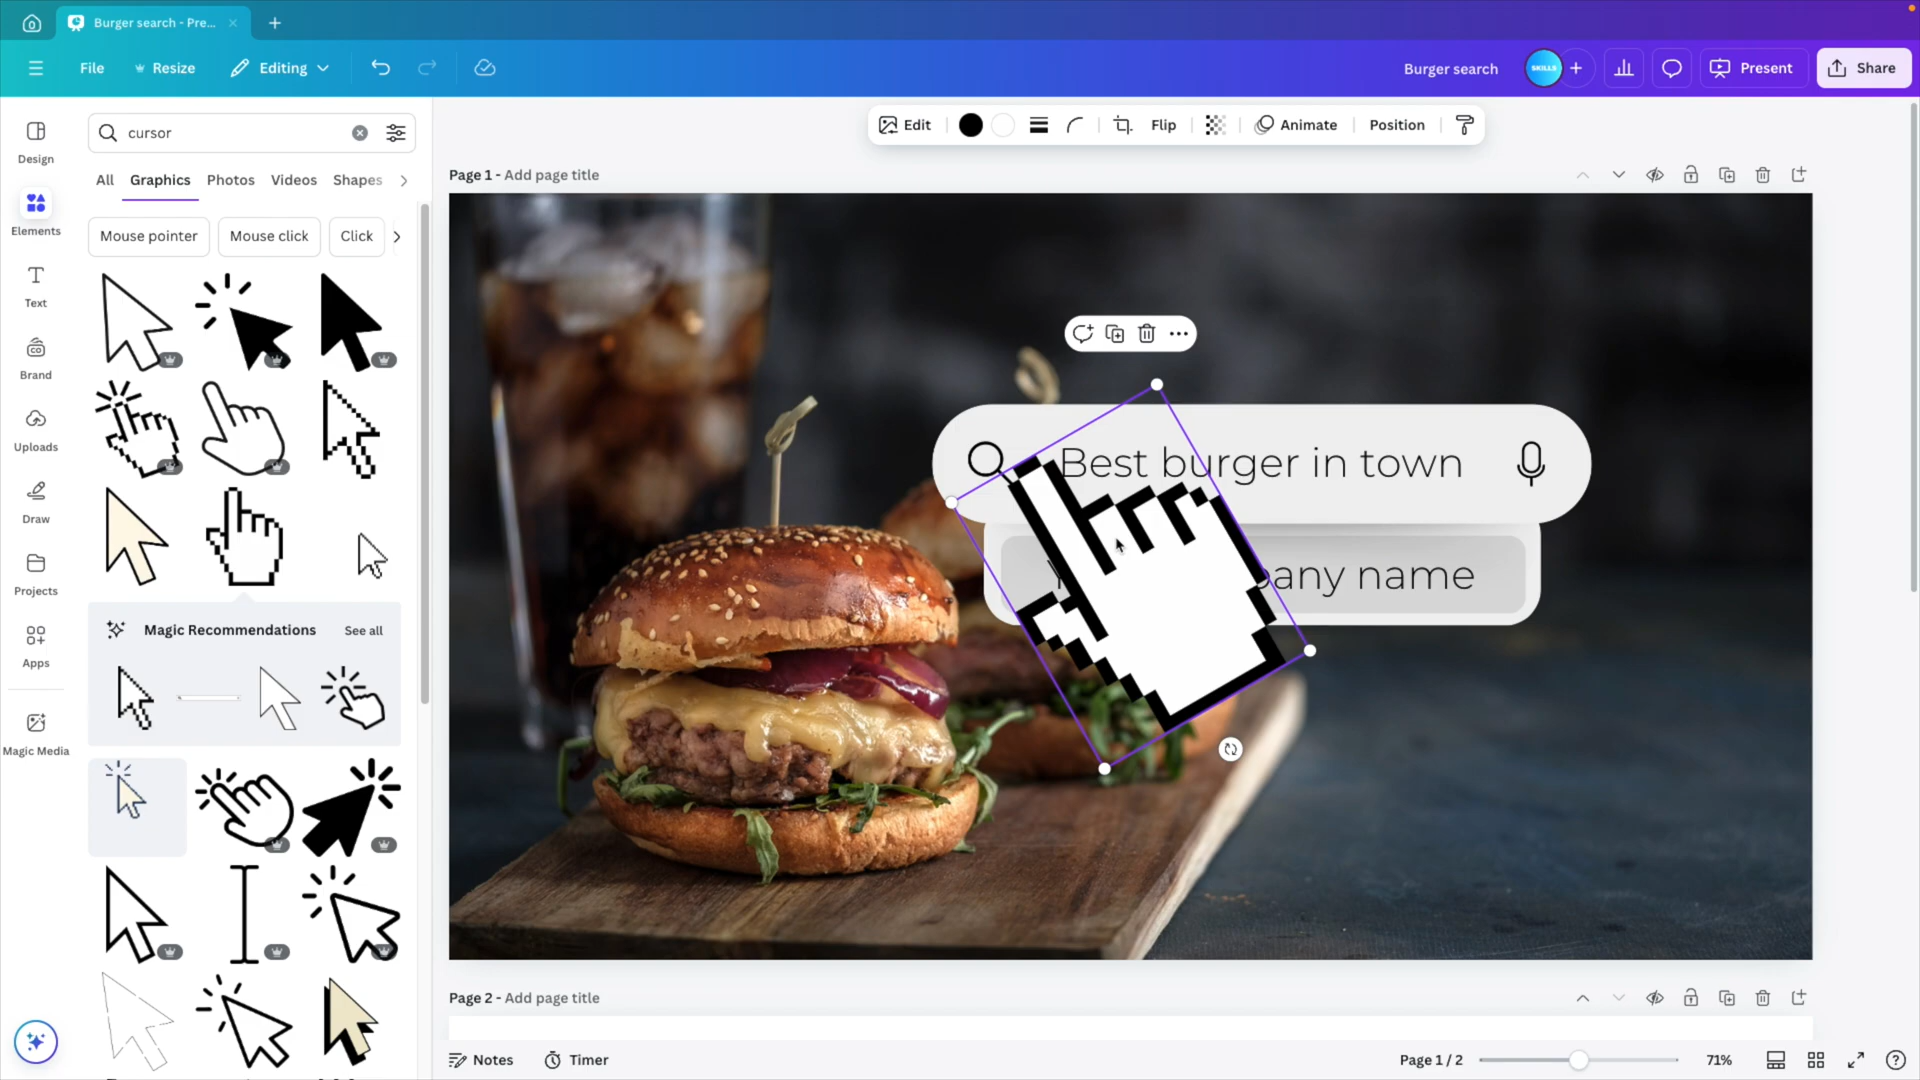 Burger search - Pre...
File
Resize
Editing
Burger search
SKILLS
Present
Share
cursor
Edit
Flip
Animate
Position
Design
Elements
Text
Brand
Uploads
Draw
Projects
Apps
Magic Media
All
Graphics
Photos
Videos
Shapes
Mouse pointer
Mouse click
Click
Magic Recommendations
See all
Page 1 - Add page title
Best burger in town
pany name
Page 2 - Add page title
Notes
Timer
Page 1 / 2
71%